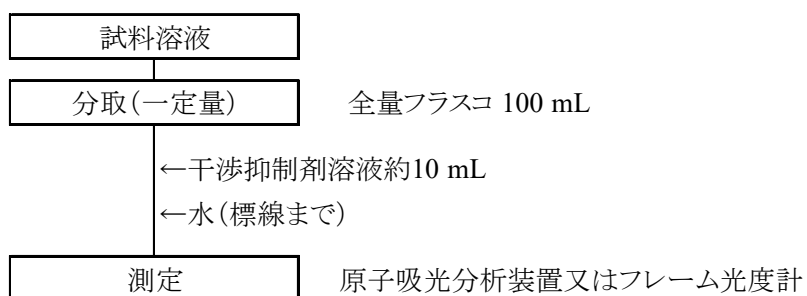 試料溶液
分取(一定量) 全量フラスコ 100 mL
←干渉抑制剤溶液約10 mL
←水(標線まで)
測定 原子吸光分析装置又はフレーム光度計